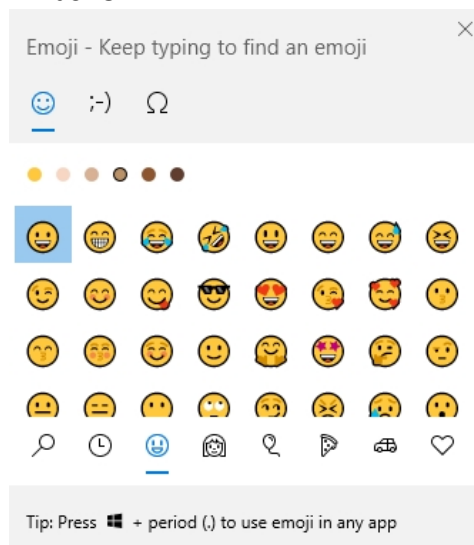 Emoji - Keep typing to find an emoji
;-) Ω
Tip: Press + period (.) to use emoji in any app